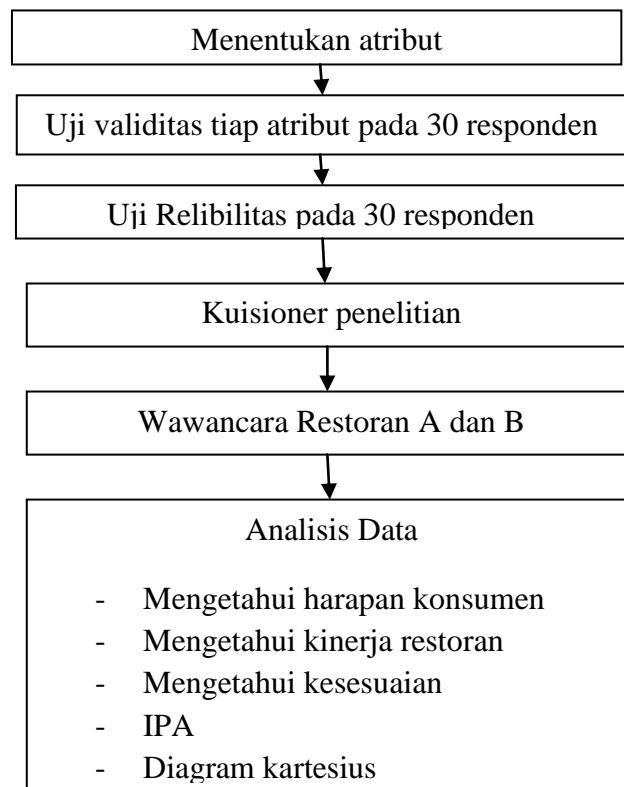 Menentukan atribut
Uji validitas tiap atribut pada 30 responden
Uji Relibilitas pada 30 responden
Kuisioner penelitian
Wawancara Restoran A dan B
Analisis Data
- Mengetahui harapan konsumen
- Mengetahui kinerja restoran
- Mengetahui kesesuaian
- IPA
- Diagram kartesius